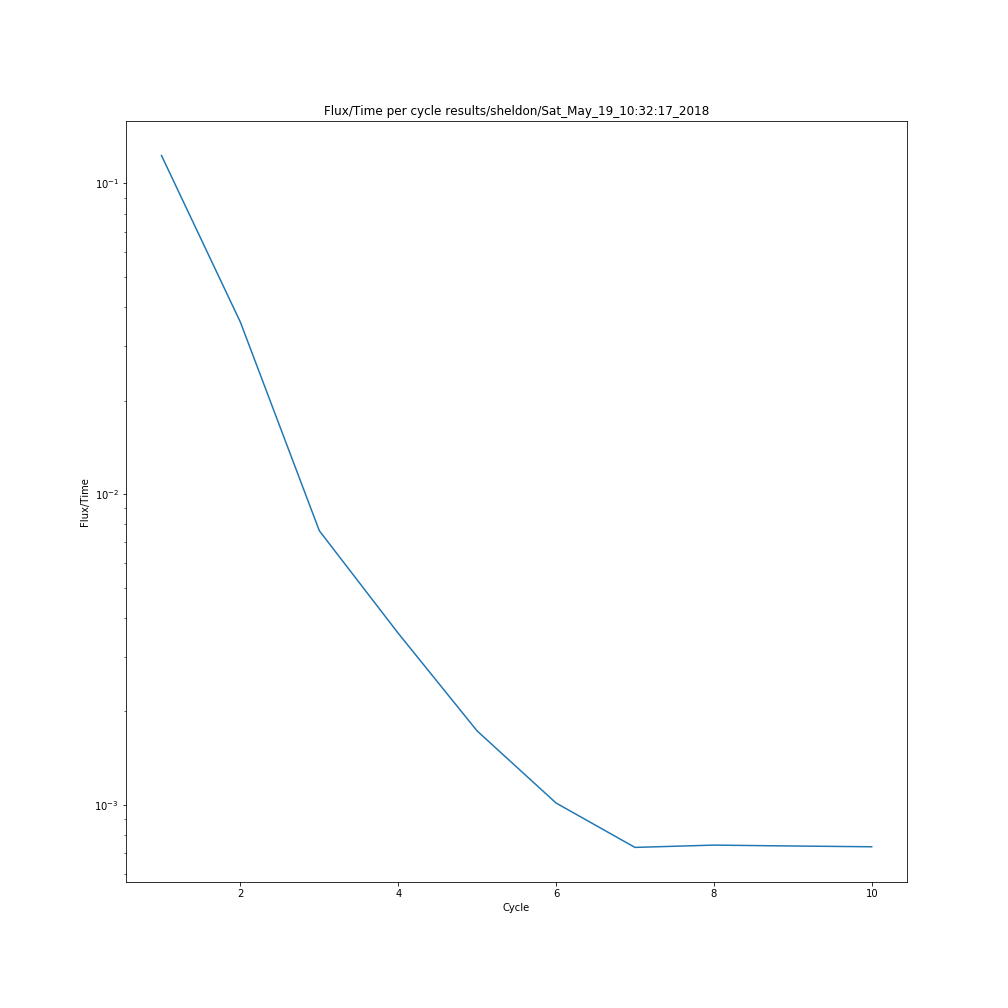 Flux/Time per cycle results/sheldon/Sat_May_19_10:32:17_2018
10⁻¹
10⁻²
10⁻³
Flux/Time
2 4 6 8 10
Cycle